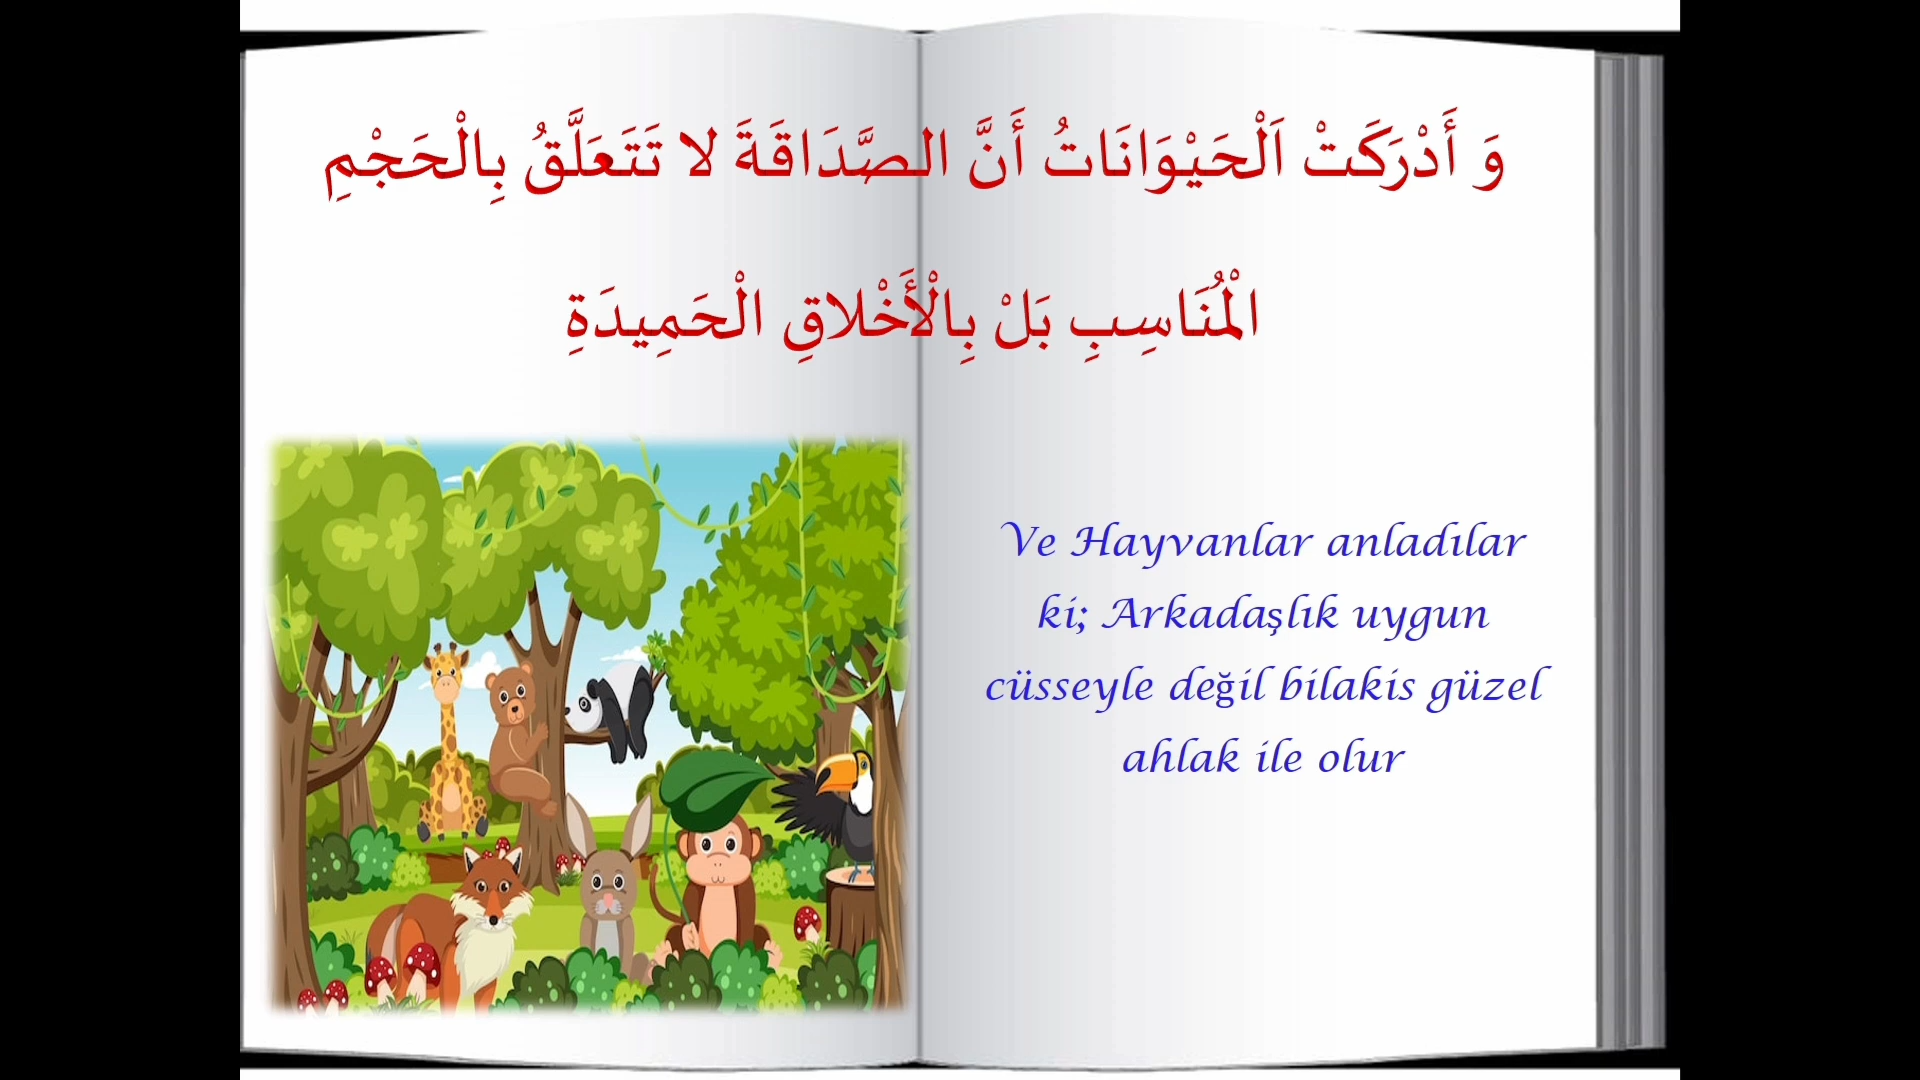 وَ أَدْرَكَتْ اَلْحَيْوَانَاتُ أَنَّ الصَّدَاقَةَ لا تَتَعَلَّقُ بِالْحَجْمِ
الْمُنَاسِبِ بَلْ بِالْأَخْلاقِ الْحَمِيدَةِ
Ve Hayvanlar anladılar
ki; Arkadaşlık uygun
cüsseyle değil bilakis güzel
ahlak ile olur